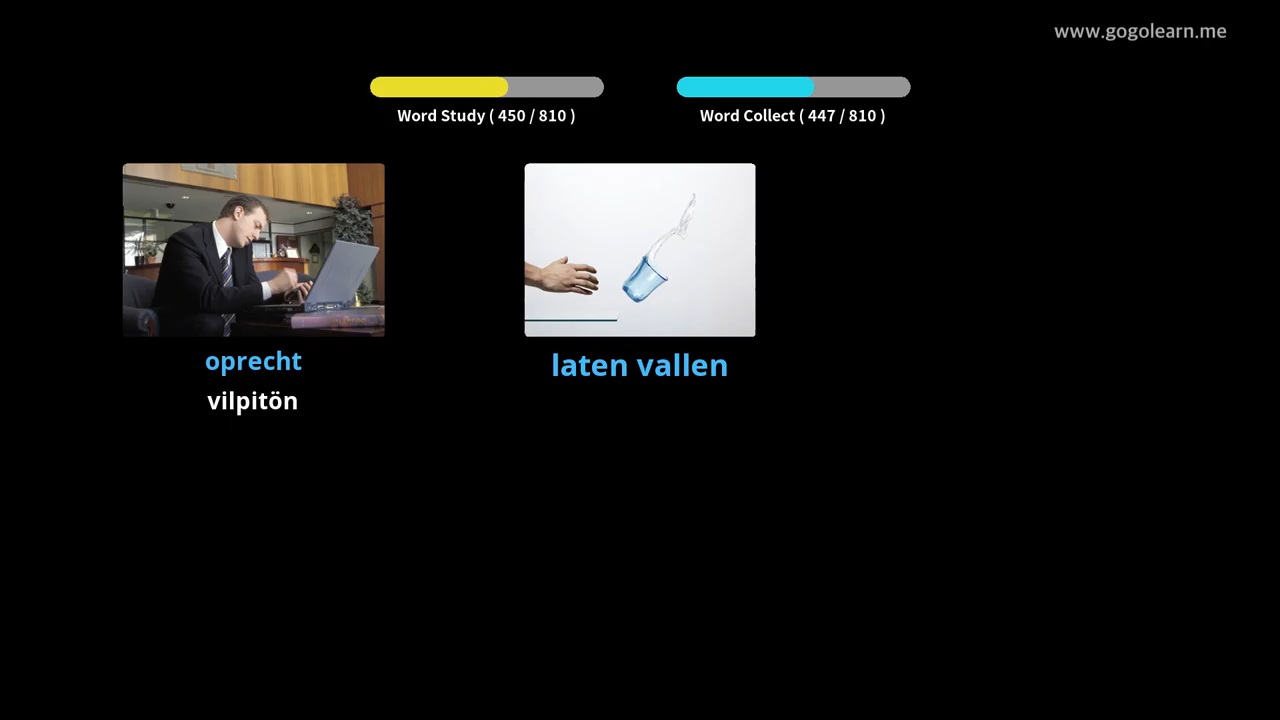 www.gogolearn.me
Word Study ( 450 / 810 )
Word Collect ( 447 / 810 )
oprecht
vilpitön
laten vallen